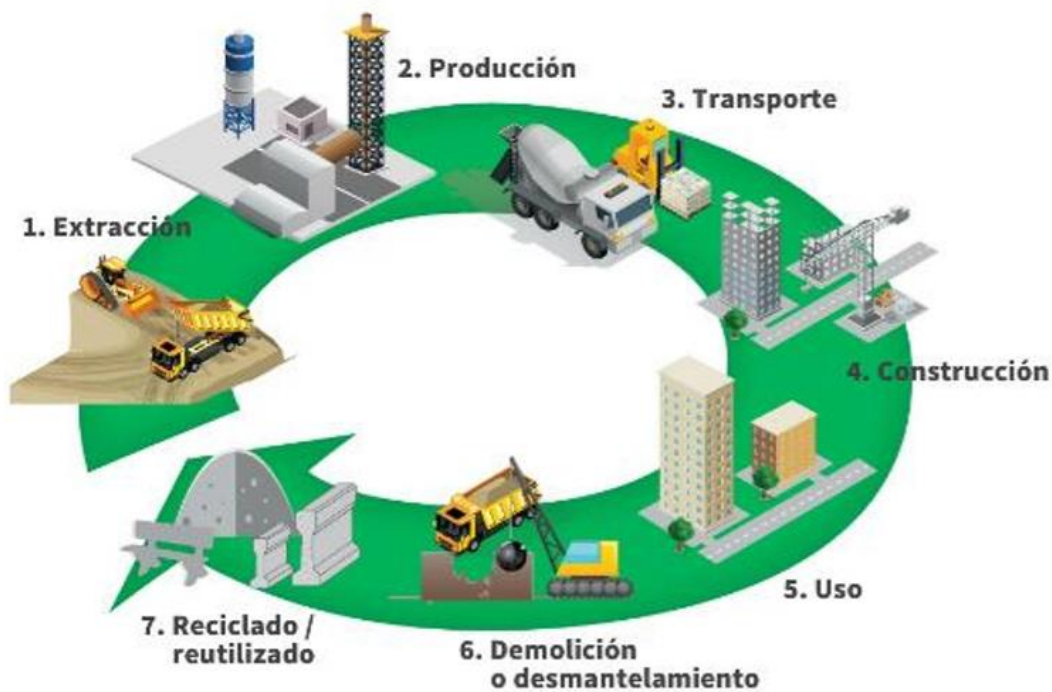 1. Extracción
2. Producción
3. Transporte
4. Construcción
5. Uso
6. Demolición
o desmantelamiento
7. Reciclado /
reutilizado